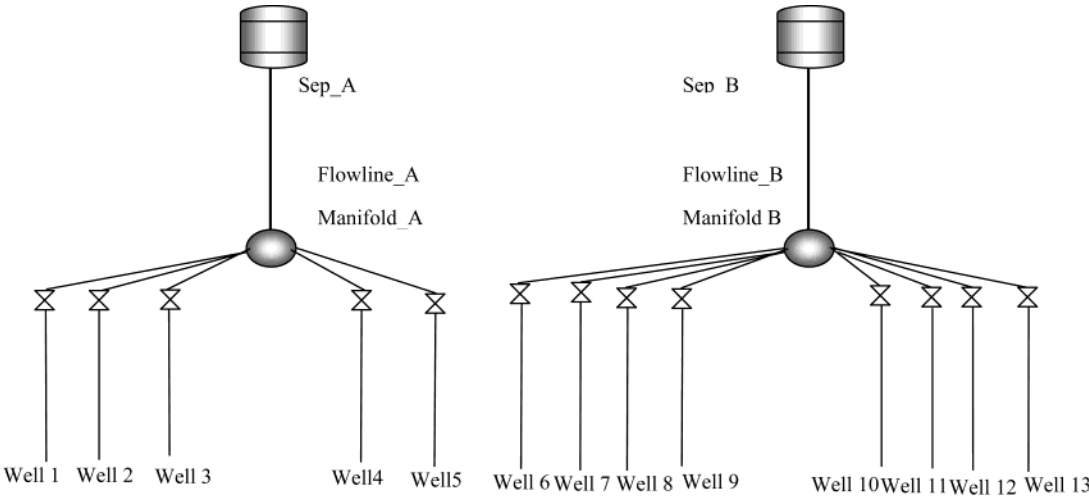 Sep_A
Sep_B
Flowline_A
Flowline_B
Manifold_A
Manifold B
Well 1 Well 2 Well 3 Well4 Well5 Well 6 Well 7 Well 8 Well 9 Well 10 Well 11 Well 12 Well 13